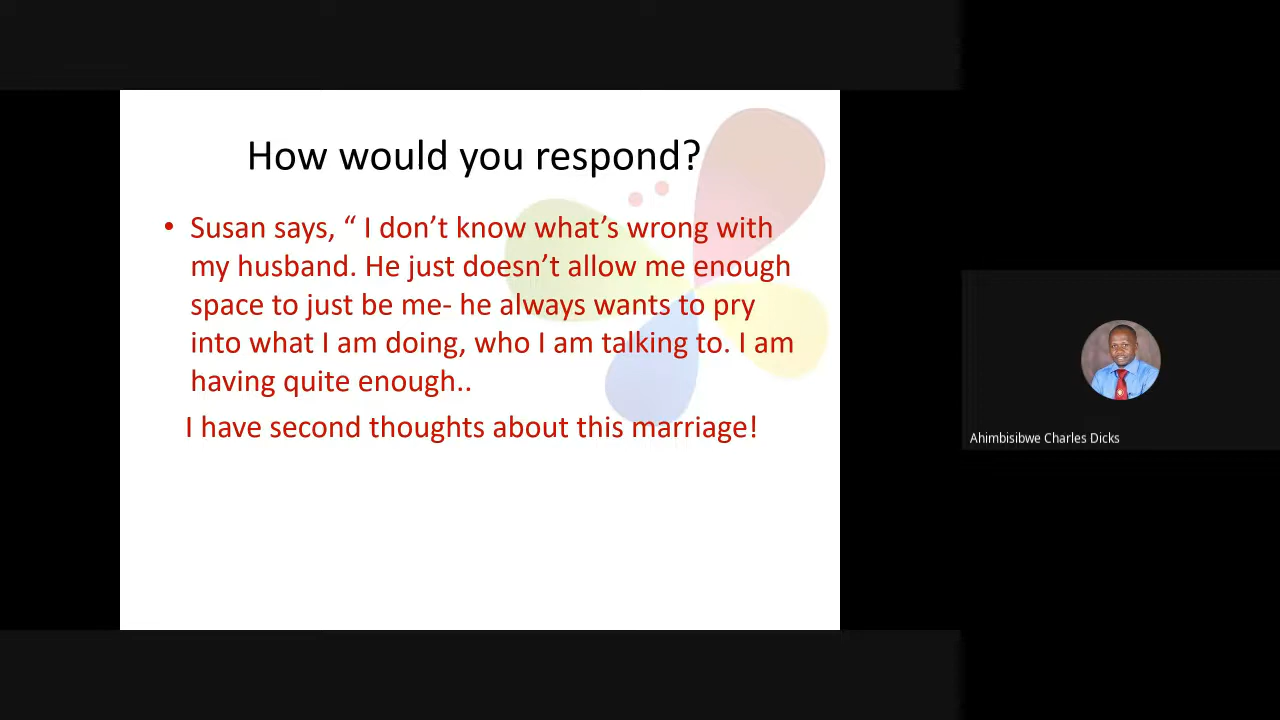 How would you respond?
• Susan says, “ I don’t know what’s wrong with
my husband. He just doesn’t allow me enough
space to just be me- he always wants to pry
into what I am doing, who I am talking to. I am
having quite enough..
I have second thoughts about this marriage!
Ahimbisibwe Charles Dicks